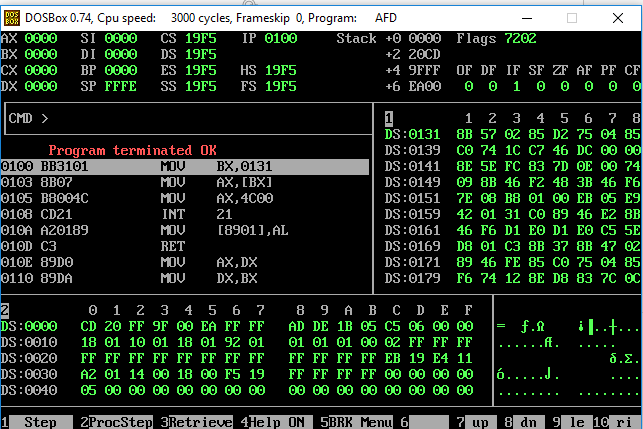 DOSBox 0.74, Cpu speed: 3000 cycles, Frameskip 0, Program: AFD
AX 0000 SI 0000 CS 19F5 IP 0100 Stack +0 0000 Flags 7202
BX 0000 DI 0000 DS 19F5 +2 20CD
CX 0000 BP 0000 ES 19F5 HS 19F5 +4 9FFF OF DF IF SF ZF AF PF CF
DX 0000 SP FFFE SS 19F5 FS 19F5 +6 EA00 0 0 1 0 0 0 0 0
CMD > 1 1 2 3 4 5 6 7 8
DS:0131 8B 57 02 85 D2 75 04 85
Program terminated OK DS:0139 C0 74 1C C7 46 DC 00 00
0100 BB3101 MOV BX,0131 DS:0141 8E 5E FC 83 7D 0E 00 74
0103 8B07 MOV AX,[BX] DS:0149 09 8B 46 F2 48 3B 46 F6
0105 B8004C MOV AX,4C00 DS:0151 7E 08 B8 01 00 EB 05 E9
0108 CD21 INT 21 DS:0159 42 01 31 C0 89 46 E2 8B
010A A20189 MOV [8901],AL DS:0161 46 F6 D1 E0 D1 E0 C5 5E
010D C3 RET DS:0169 D8 01 C3 8B 37 8B 47 02
010E 89D0 MOV AX,DX DS:0171 89 46 FE 85 C0 75 04 85
0110 89DA MOV DX,BX DS:0179 F6 74 12 8E D8 83 7C 0C
2 0 1 2 3 4 5 6 7 8 9 A B C D E F
DS:0000 CD 20 FF 9F 00 EA FF FF AD DE 1B 05 C5 06 00 00 = ƒ.Ω ¡▐..┼...
DS:0010 18 01 10 01 18 01 92 01 01 01 01 00 02 FF FF FF ......Æ. ........
DS:0020 FF FF FF FF FF FF FF FF FF FF FF FF EB 19 E4 11 δ.Σ.
DS:0030 A2 01 14 00 18 00 F5 19 FF FF FF FF 00 00 00 00 ó.....⌡. ....
DS:0040 05 00 00 00 00 00 00 00 00 00 00 00 00 00 00 00 ........ ........
1 Step 2ProcStep 3Retrieve 4Help ON 5BRK Menu 6 7 up 8 dn 9 le 10 ri